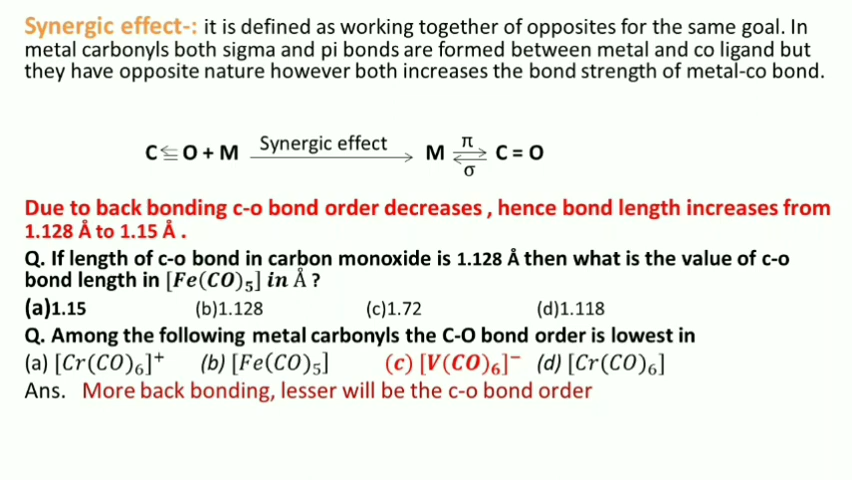 Synergic effect-: it is defined as working together of opposites for the same goal. In
metal carbonyls both sigma and pi bonds are formed between metal and co ligand but
they have opposite nature however both increases the bond strength of metal-co bond.
C≤O + M Synergic effect → M π ⇌ σ C = O
Due to back bonding c-o bond order decreases , hence bond length increases from
1.128 Å to 1.15 Å .
Q. If length of c-o bond in carbon monoxide is 1.128 Å then what is the value of c-o
bond length in [Fe(CO)₅] in Å ?
(a)1.15 (b)1.128 (c)1.72 (d)1.118
Q. Among the following metal carbonyls the C-O bond order is lowest in
(a) [Cr(CO)₆]⁺ (b) [Fe(CO)₅] (c) [V(CO)₆]⁻ (d) [Cr(CO)₆]
Ans. More back bonding, lesser will be the c-o bond order